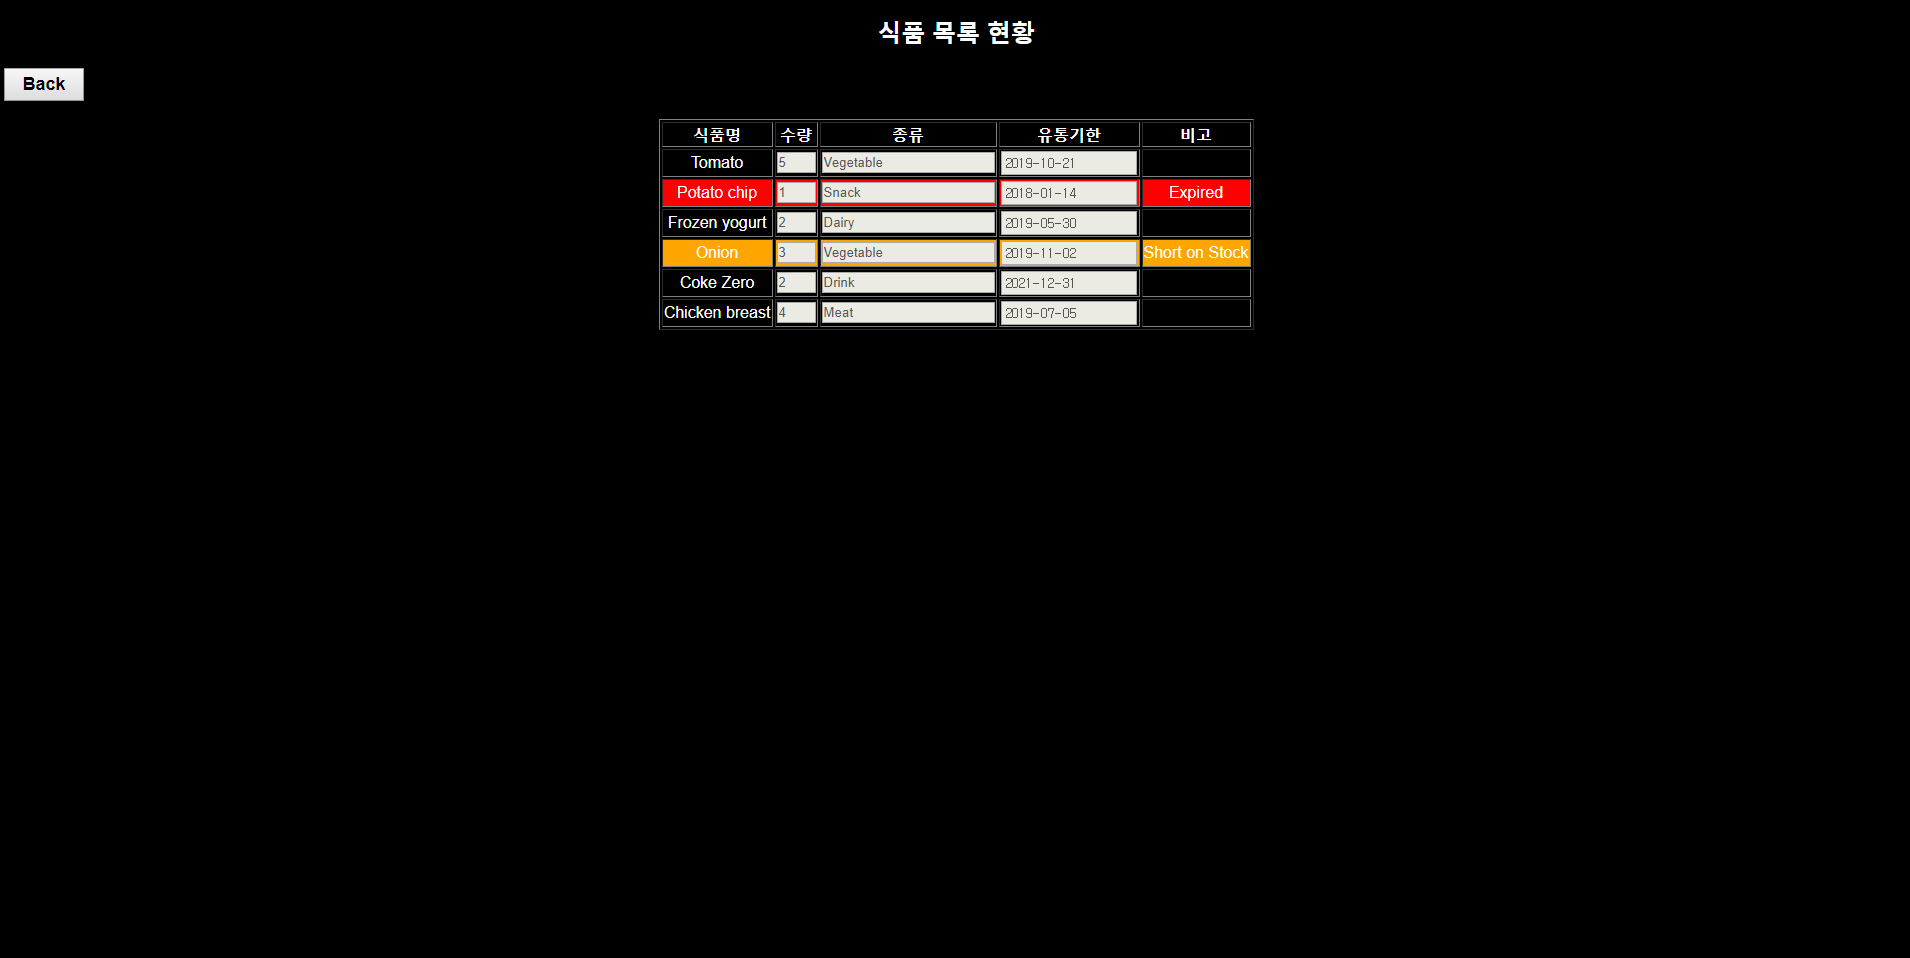 식품 목록 현황
Back
식품명 수량 종류 유통기한 비고
Tomato 5 Vegetable 2019-10-21
Potato chip 1 Snack 2018-01-14 Expired
Frozen yogurt 2 Dairy 2019-05-30
Onion 3 Vegetable 2019-11-02 Short on Stock
Coke Zero 2 Drink 2021-12-31
Chicken breast 4 Meat 2019-07-05